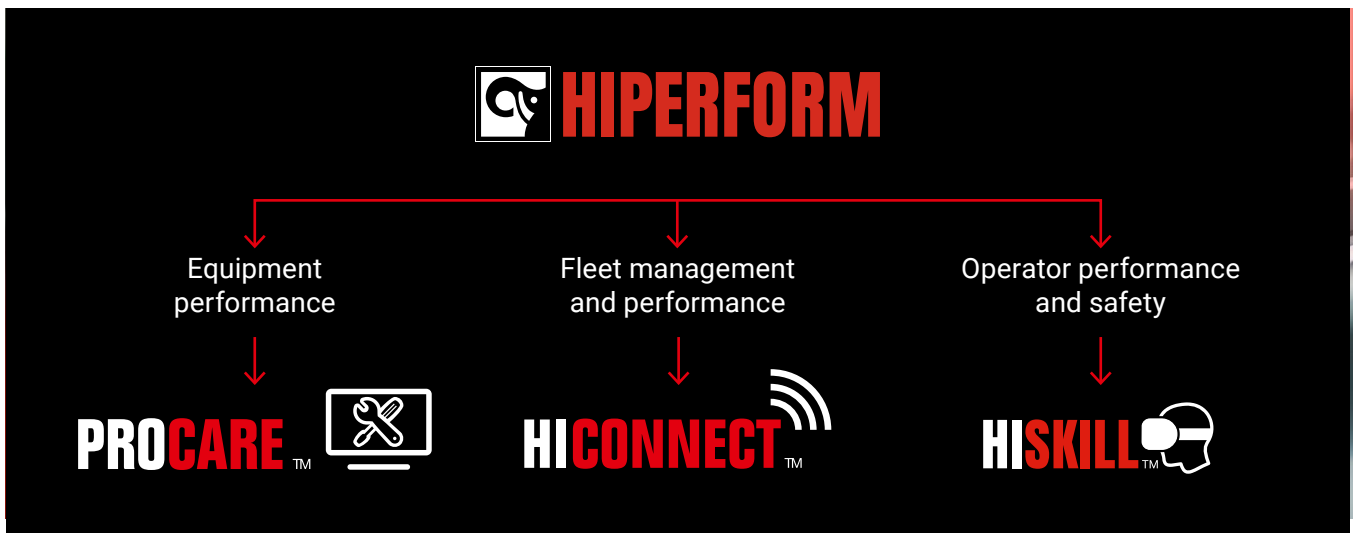 HIPERFORM
Equipment
performance
Fleet management
and performance
Operator performance
and safety
PROCARE TM
HICONNECT TM
HISKILL TM